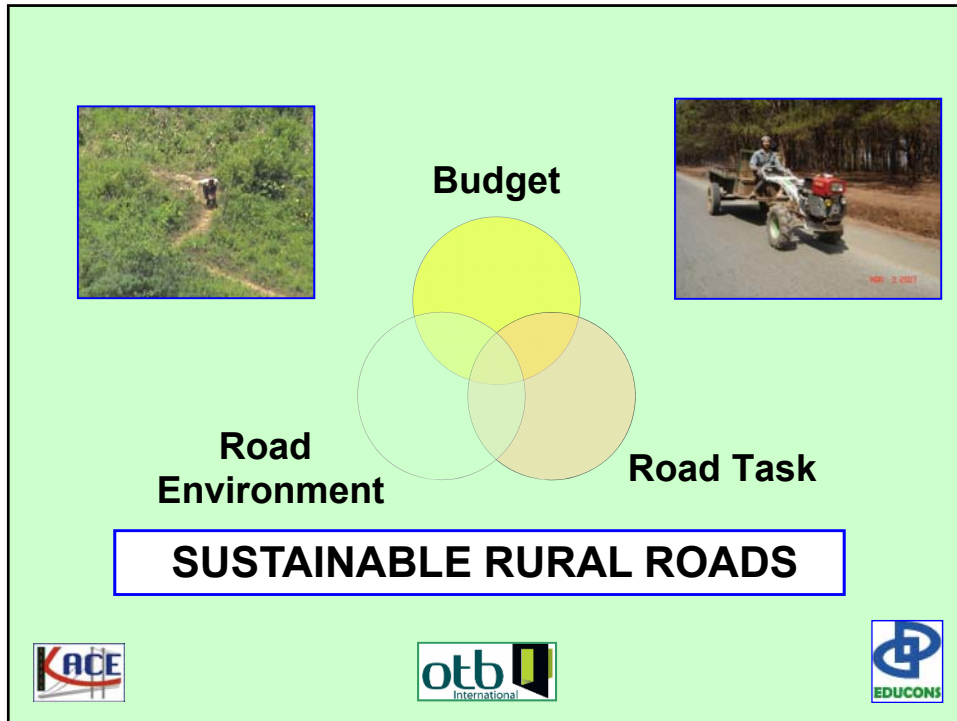 Budget
MAR 3 2007
Road
Environment
Road Task
SUSTAINABLE RURAL ROADS
KACE
otb
International
EDUCONS